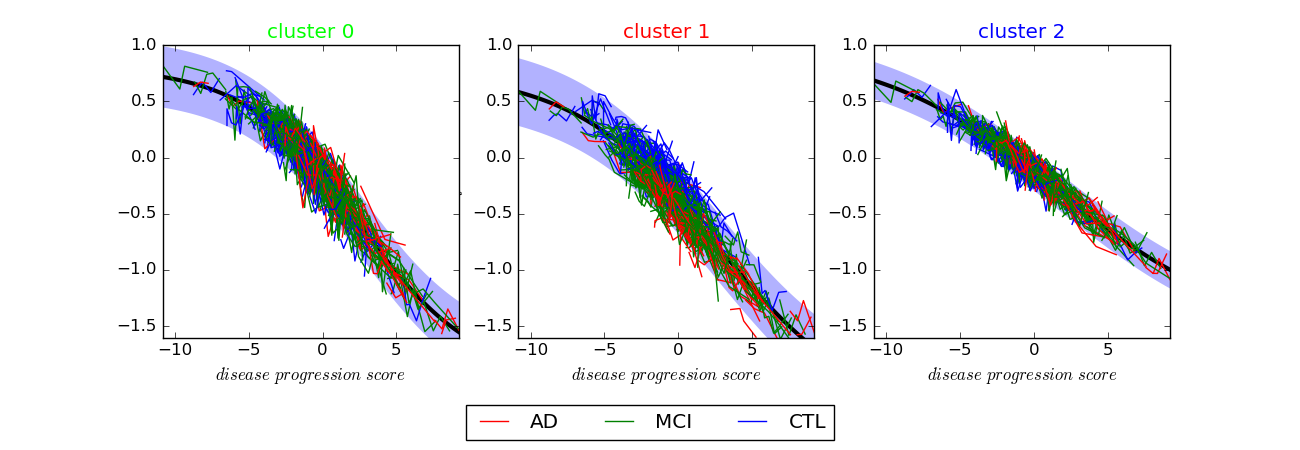 cluster 0 cluster 1 cluster 2
1.0 1.0 1.0
0.5 0.5 0.5
0.0 0.0 0.0
−0.5 −0.5 −0.5
−1.0 −1.0 −1.0
−1.5 −1.5 −1.5
−10 −5 0 5 −10 −5 0 5 −10 −5 0 5
disease progression score disease progression score disease progression score
AD MCI CTL